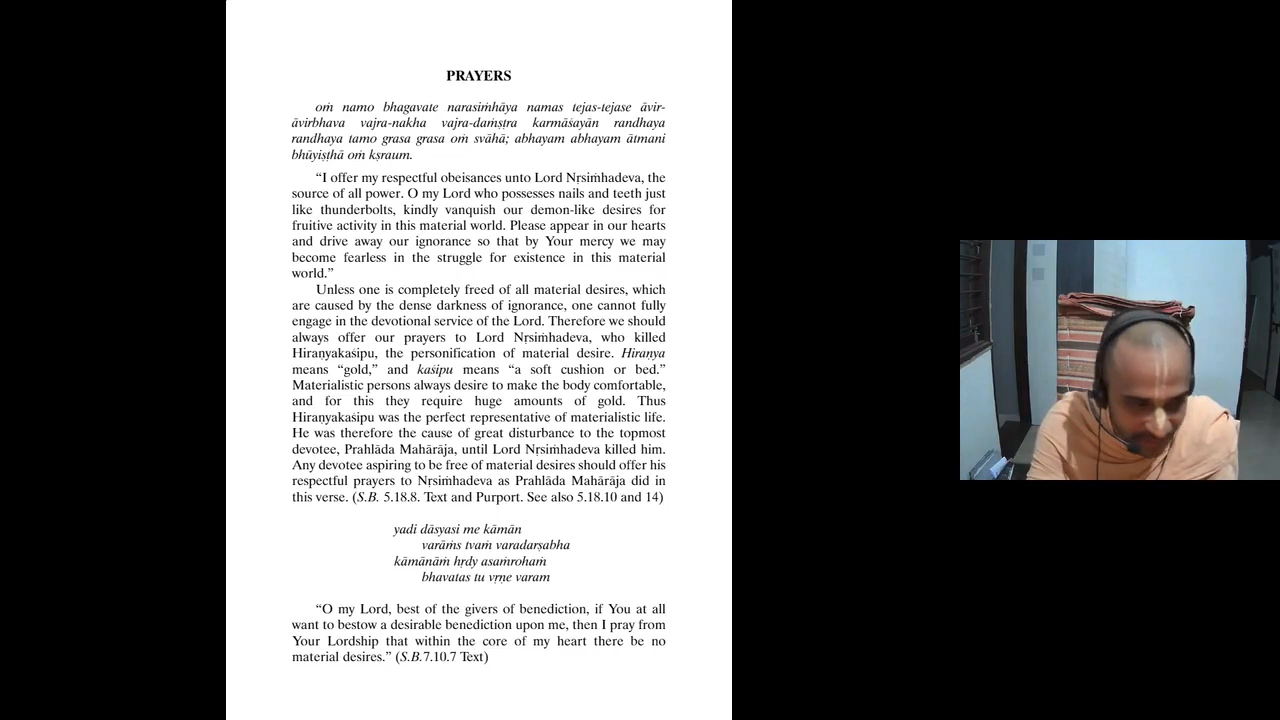 PRAYERS
oṁ namo bhagavate narasiṁhāya namas tejas-tejase āvir-
āvirbhava vajra-nakha vajra-daṁṣṭra karmāśayān randhaya
randhaya tamo grasa grasa oṁ svāhā; abhayam abhayam ātmani
bhūyiṣṭhā oṁ kṣraum.
“I offer my respectful obeisances unto Lord Nṛsiṁhadeva, the
source of all power. O my Lord who possesses nails and teeth just
like thunderbolts, kindly vanquish our demon-like desires for
fruitive activity in this material world. Please appear in our hearts
and drive away our ignorance so that by Your mercy we may
become fearless in the struggle for existence in this material
world.”
Unless one is completely freed of all material desires, which
are caused by the dense darkness of ignorance, one cannot fully
engage in the devotional service of the Lord. Therefore we should
always offer our prayers to Lord Nṛsiṁhadeva, who killed
Hiraṇyakaśipu, the personification of material desire. Hiraṇya
means “gold,” and kaśipu means “a soft cushion or bed.”
Materialistic persons always desire to make the body comfortable,
and for this they require huge amounts of gold. Thus
Hiraṇyakaśipu was the perfect representative of materialistic life.
He was therefore the cause of great disturbance to the topmost
devotee, Prahlāda Mahārāja, until Lord Nṛsiṁhadeva killed him.
Any devotee aspiring to be free of material desires should offer his
respectful prayers to Nṛsiṁhadeva as Prahlāda Mahārāja did in
this verse. (S.B. 5.18.8. Text and Purport. See also 5.18.10 and 14)
yadi dāsyasi me kāmān
varāṁs tvaṁ varadarṣabha
kāmānāṁ hṛdy asaṁrohaṁ
bhavatas tu vṛṇe varam
“O my Lord, best of the givers of benediction, if You at all
want to bestow a desirable benediction upon me, then I pray from
Your Lordship that within the core of my heart there be no
material desires.” (S.B.7.10.7 Text)